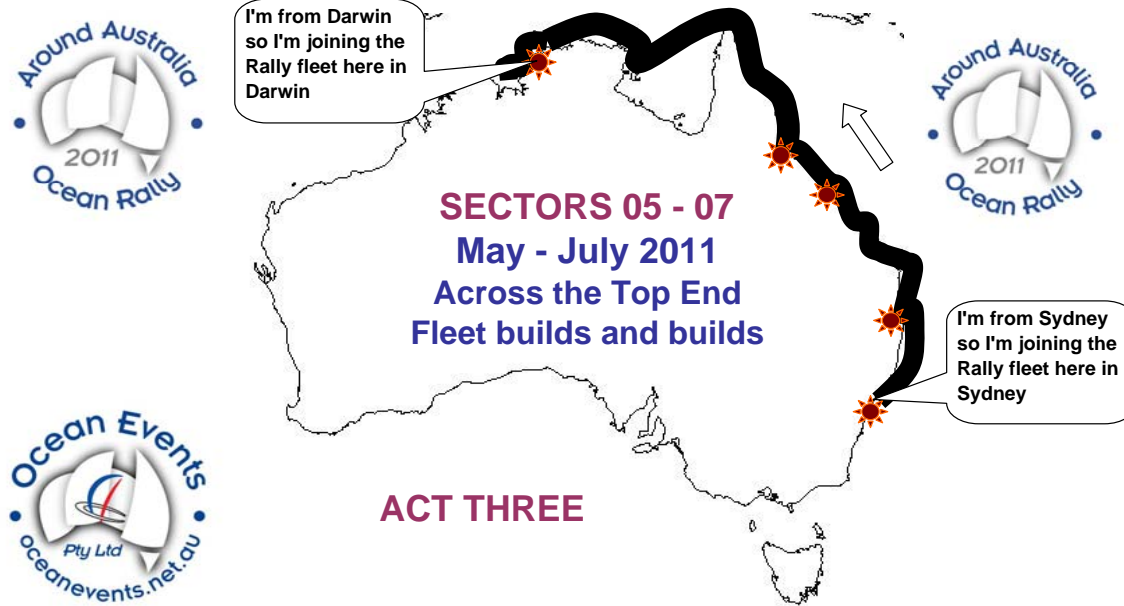 Around Australia
2011
Ocean Rally
I'm from Darwin
so I'm joining the
Rally fleet here in
Darwin
Around Australia
2011
Ocean Rally
SECTORS 05 - 07
May - July 2011
Across the Top End
Fleet builds and builds
I'm from Sydney
so I'm joining the
Rally fleet here in
Sydney
Ocean Events
Pty Ltd
oceanevents.net.au
ACT THREE